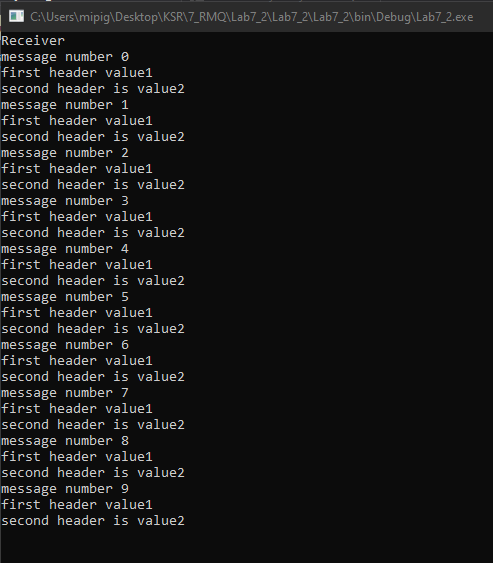 C:\Users\mipig\Desktop\KSR\7_RMQ\Lab7_2\Lab7_2\Lab7_2\bin\Debug\Lab7_2.exe
Receiver
message number 0
first header value1
second header is value2
message number 1
first header value1
second header is value2
message number 2
first header value1
second header is value2
message number 3
first header value1
second header is value2
message number 4
first header value1
second header is value2
message number 5
first header value1
second header is value2
message number 6
first header value1
second header is value2
message number 7
first header value1
second header is value2
message number 8
first header value1
second header is value2
message number 9
first header value1
second header is value2